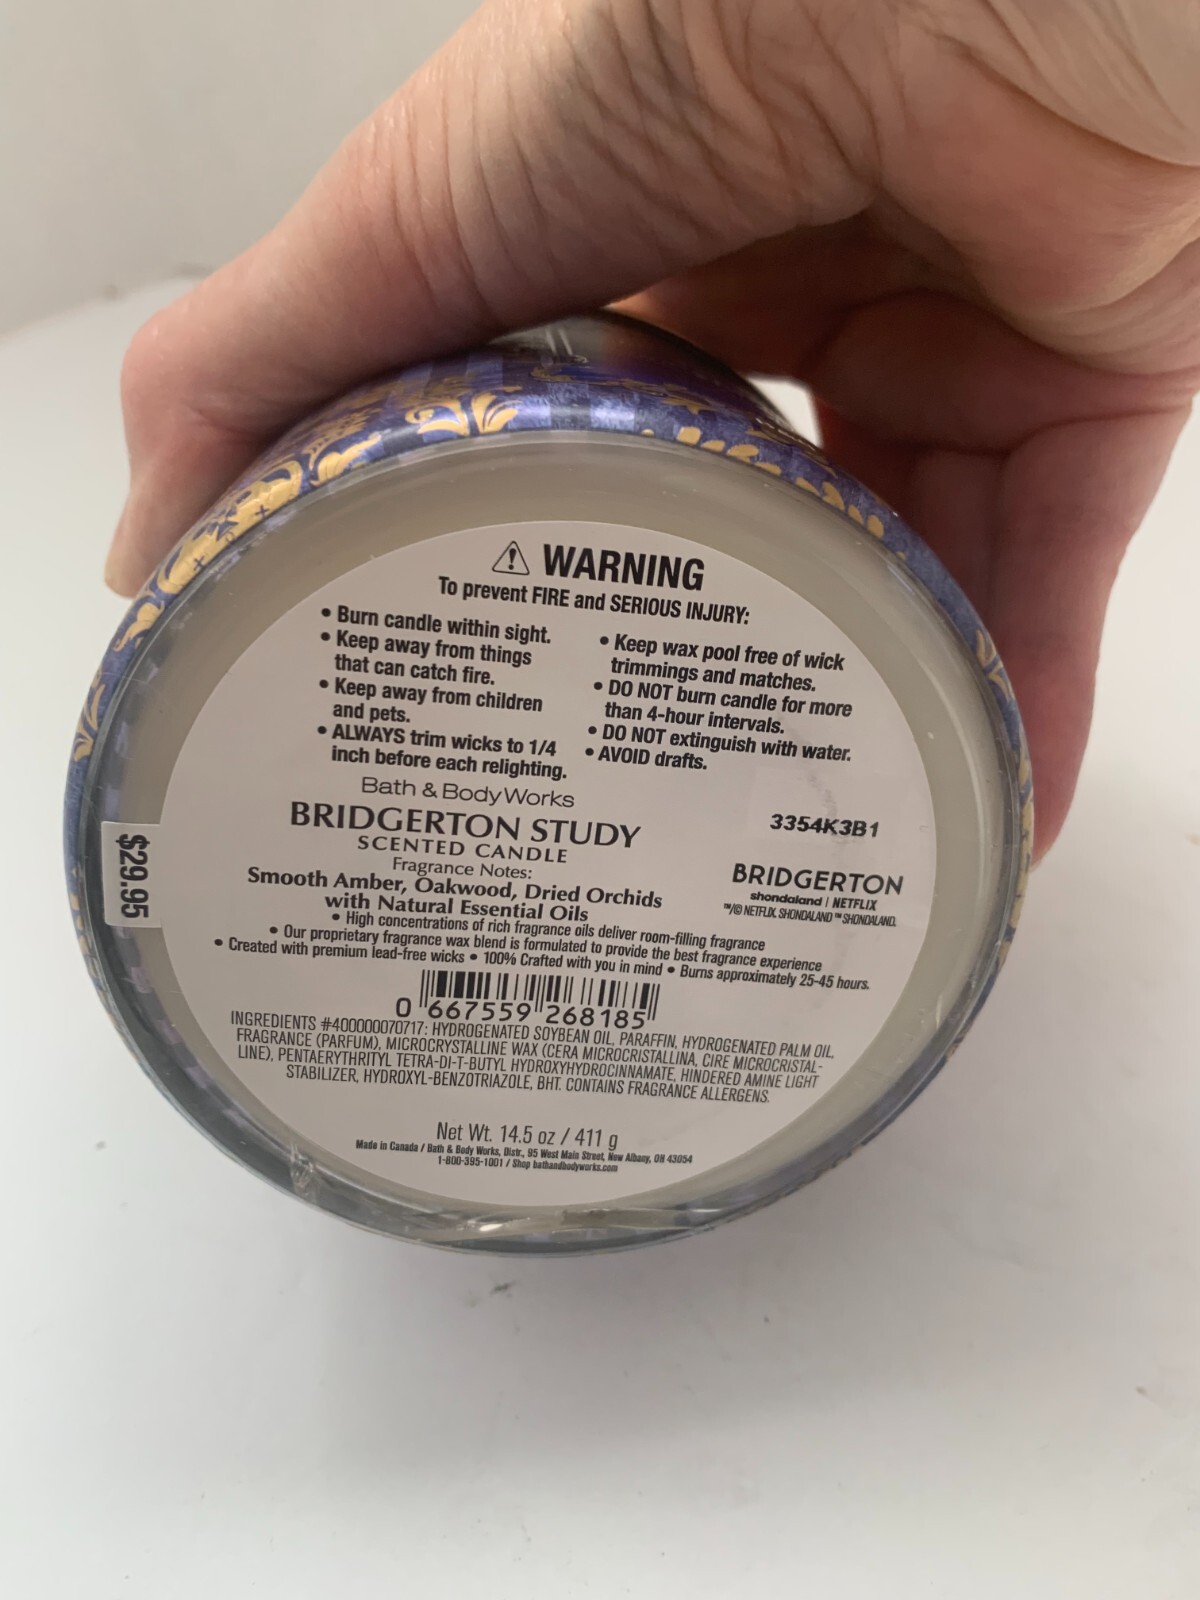 ⚠ WARNING
To prevent FIRE and SERIOUS INJURY:
• Burn candle within sight.
• Keep away from things
that can catch fire.
• Keep away from children
and pets.
• ALWAYS trim wicks to 1/4
inch before each relighting.
• Keep wax pool free of wick
trimmings and matches.
• DO NOT burn candle for more
than 4-hour intervals.
• DO NOT extinguish with water.
• AVOID drafts.
Bath & Body Works
BRIDGERTON STUDY
SCENTED CANDLE
Fragrance Notes:
Smooth Amber, Oakwood, Dried Orchids
with Natural Essential Oils
3354K3B1
BRIDGERTON
shondaland | NETFLIX
™/© NETFLIX. SHONDALAND ™ SHONDALAND.
$29.95
• High concentrations of rich fragrance oils deliver room-filling fragrance
• Our proprietary fragrance wax blend is formulated to provide the best fragrance experience
• Created with premium lead-free wicks • 100% Crafted with you in mind • Burns approximately 25-45 hours.
0 667559 268185
INGREDIENTS #400000070717: HYDROGENATED SOYBEAN OIL, PARAFFIN, HYDROGENATED PALM OIL,
FRAGRANCE (PARFUM), MICROCRYSTALLINE WAX (CERA MICROCRISTALLINA, CIRE MICROCRISTAL-
LINE), PENTAERYTHRITYL TETRA-DI-T-BUTYL HYDROXYHYDROCINNAMATE, HINDERED AMINE LIGHT
STABILIZER, HYDROXYL-BENZOTRIAZOLE, BHT. CONTAINS FRAGRANCE ALLERGENS.
Net Wt. 14.5 oz / 411 g
Made in Canada / Bath & Body Works, Distr., 95 West Main Street, New Albany, OH 43054
1-800-395-1001 / Shop bathandbodyworks.com